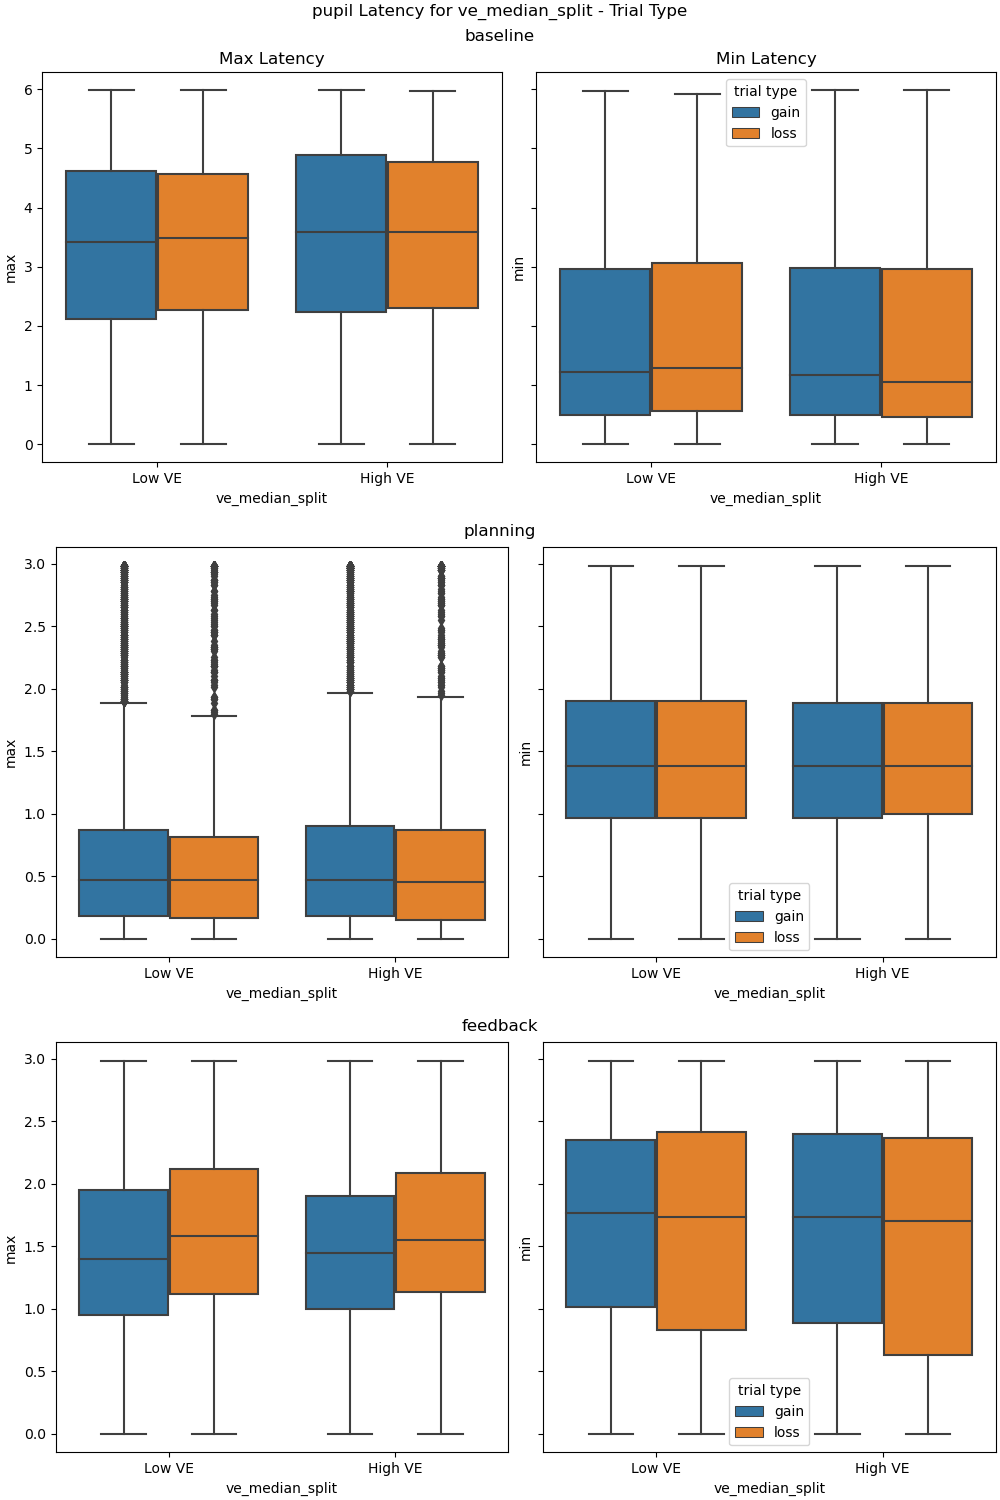 pupil Latency for ve_median_split - Trial Type
baseline
Max Latency
Min Latency
6
5
4
3
2
1
0
max
Low VE
High VE
ve_median_split
min
trial type
gain
loss
Low VE
High VE
ve_median_split
planning
3.0
2.5
2.0
1.5
1.0
0.5
0.0
max
Low VE
High VE
ve_median_split
min
trial type
gain
loss
Low VE
High VE
ve_median_split
feedback
3.0
2.5
2.0
1.5
1.0
0.5
0.0
max
Low VE
High VE
ve_median_split
min
trial type
gain
loss
Low VE
High VE
ve_median_split